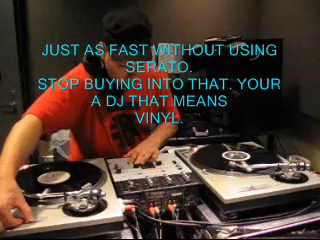 JUST AS FAST WITHOUT USING
SERATO.
STOP BUYING INTO THAT. YOUR
A DJ THAT MEANS
VINYL.